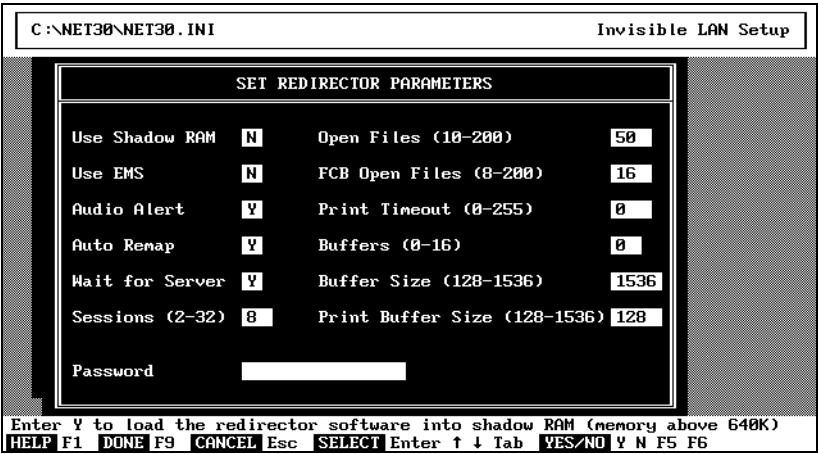 C:\NET30\NET30.INI Invisible LAN Setup
SET REDIRECTOR PARAMETERS
Use Shadow RAM N Open Files (10-200) 50
Use EMS N FCB Open Files (8-200) 16
Audio Alert Y Print Timeout (0-255) 0
Auto Remap Y Buffers (0-16) 0
Wait for Server Y Buffer Size (128-1536) 1536
Sessions (2-32) 8 Print Buffer Size (128-1536) 128
Password
Enter Y to load the redirector software into shadow RAM (memory above 640K)
HELP F1 DONE F9 CANCEL Esc SELECT Enter ↑ ↓ Tab YES/NO Y N F5 F6